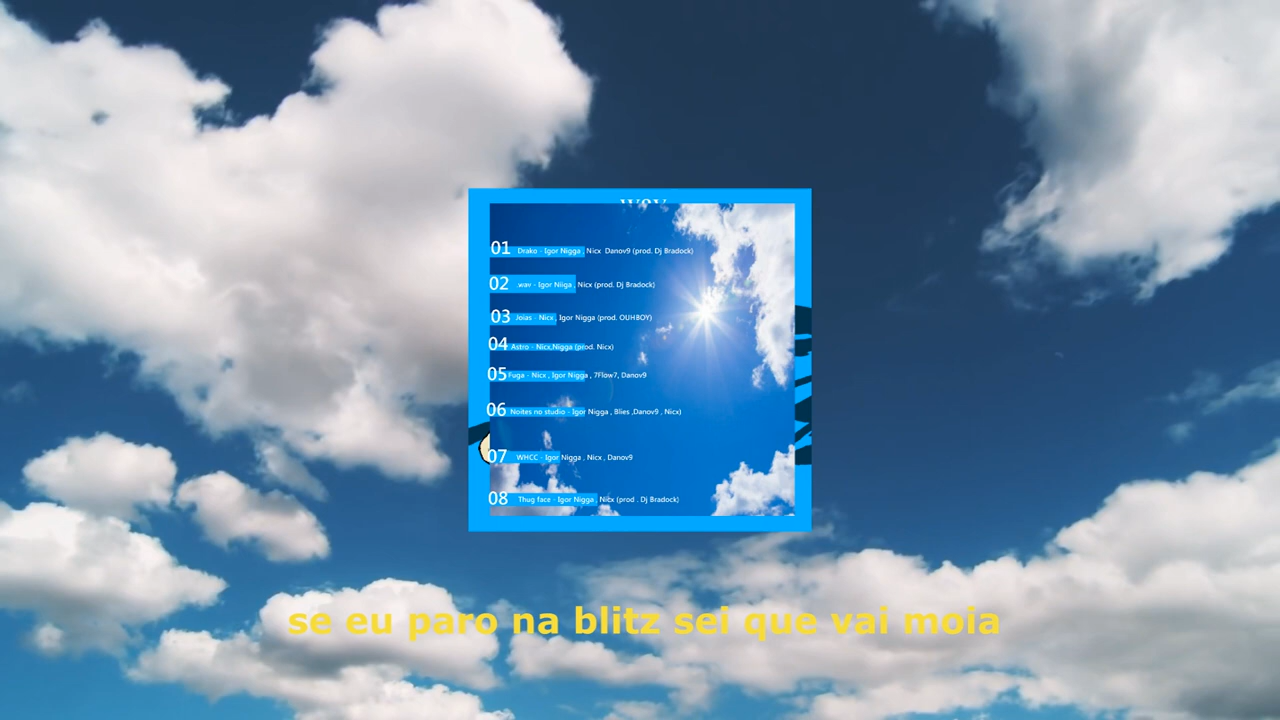 wav
01 Drako - Igor Nigga , Nicx Danov9 (prod. Dj Bradock)
02 .wav - Igor Niiga , Nicx (prod. Dj Bradock)
03 Joias - Nicx , Igor Nigga (prod. OUHBOY)
04 Astro - Nicx,Nigga (prod. Nicx)
05 Fuga - Nicx , Igor Nigga , 7Flow7, Danov9
06 Noites no studio - Igor Nigga , Blies ,Danov9 , Nicx)
07 WHCC - Igor Nigga , Nicx , Danov9
08 Thug face - Igor Nigga , Nicx (prod . Dj Bradock)
se eu paro na blitz sei que vai moia